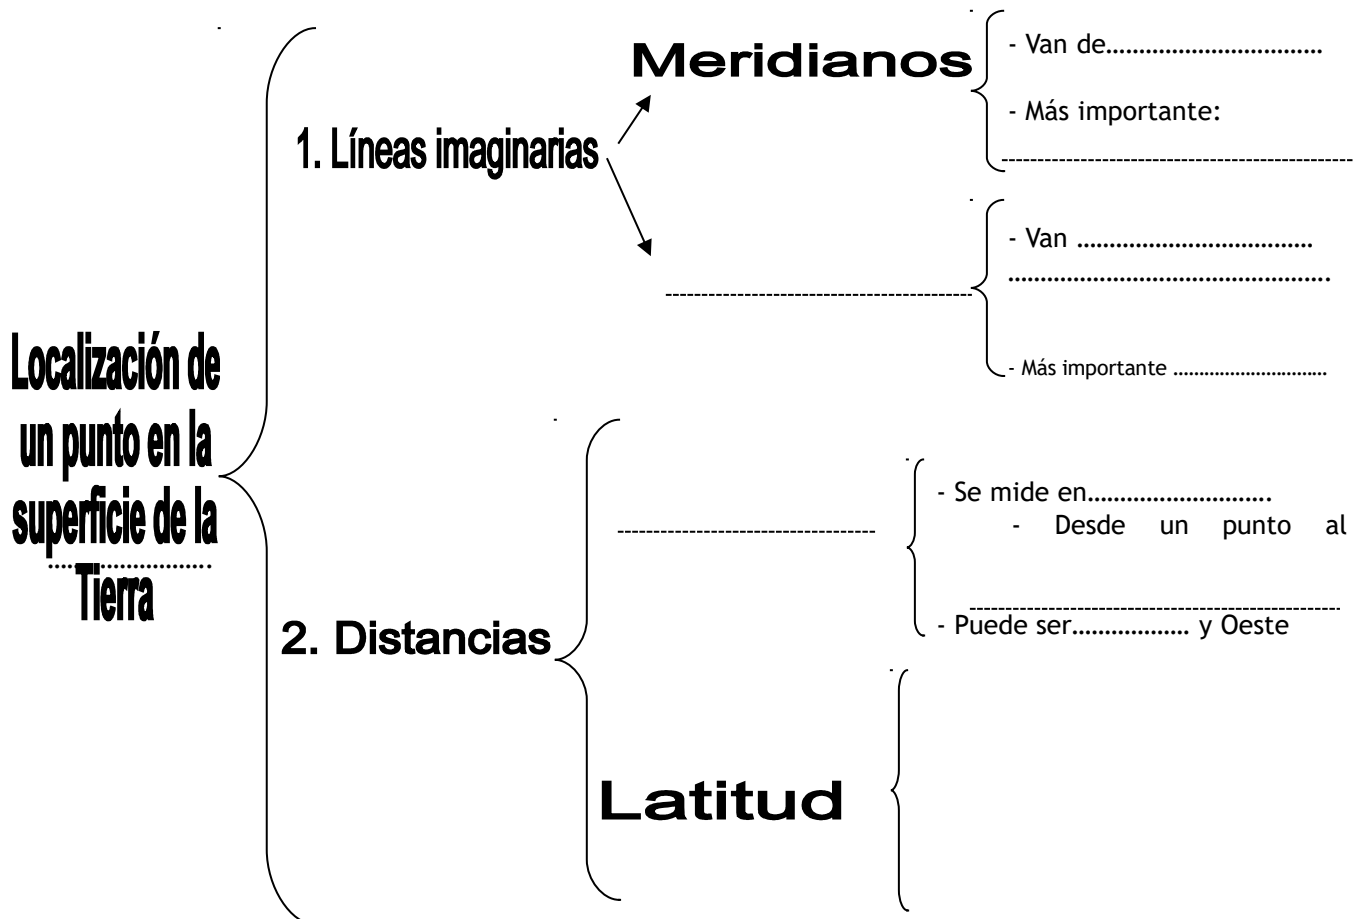 Meridianos
- Van de.................................
- Más importante:
1. Líneas imaginarias
- Van ....................................
.................................................
- Más importante ...............................
Localización de
un punto en la
superficie de la
Tierra
- Se mide en............................
- Desde un punto al
- Puede ser.................. y Oeste
2. Distancias
Latitud